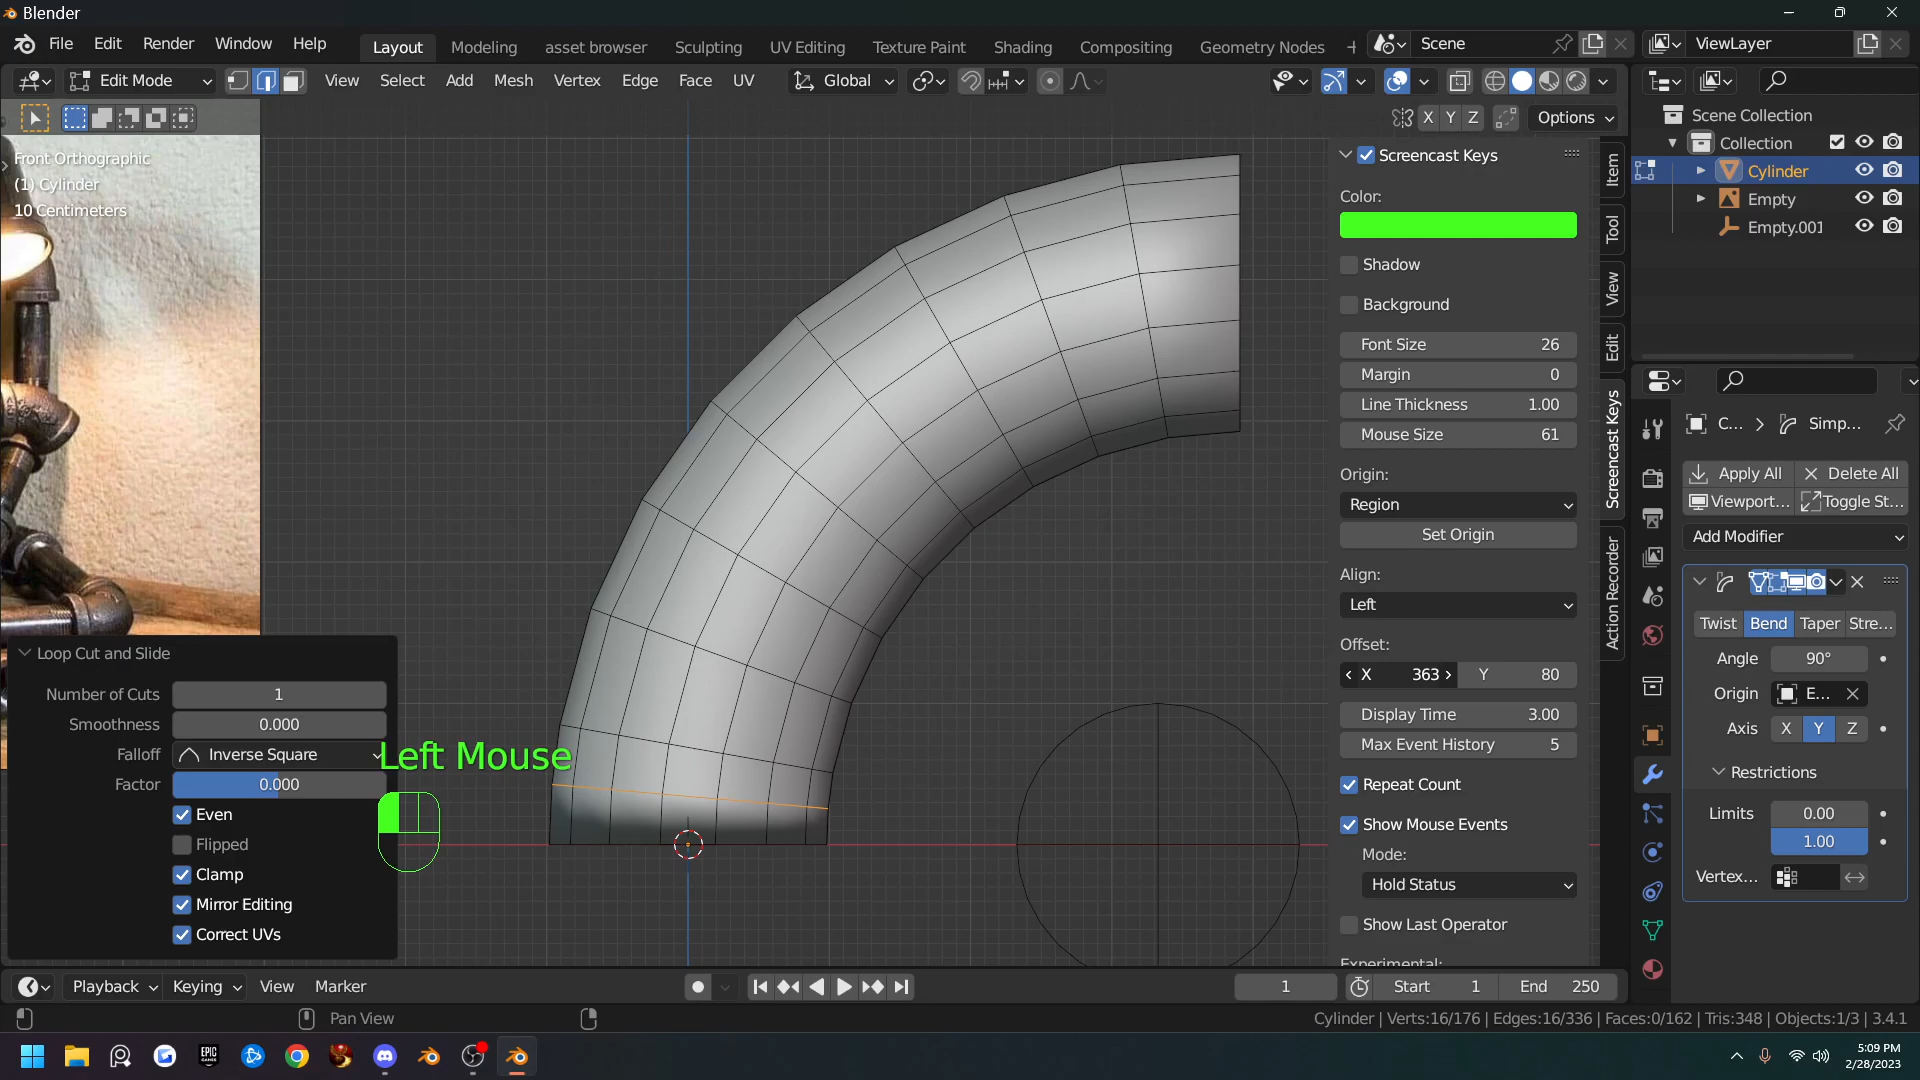 Blender
File Edit Render Window Help
Layout Modeling asset browser Sculpting UV Editing Texture Paint Shading Compositing Geometry Nodes
Scene ViewLayer
Edit Mode View Select Add Mesh Vertex Edge Face UV Global
X Y Z Options
Front Orthographic
(1) Cylinder
10 Centimeters
Screencast Keys
Color:
Shadow
Background
Font Size 26
Margin 0
Line Thickness 1.00
Mouse Size 61
Origin:
Region
Set Origin
Align:
Left
Offset:
X 363 Y 80
Display Time 3.00
Max Event History 5
Repeat Count
Show Mouse Events
Mode:
Hold Status
Show Last Operator
Experimental:
Item
Tool
View
Edit
Screencast Keys
Action Recorder
Scene Collection
Collection
Cylinder
Empty
Empty.001
C... Simp...
Apply All Delete All
Viewport... Toggle St...
Add Modifier
Twist Bend Taper Stre...
Angle 90°
Origin E...
Axis X Y Z
Restrictions
Limits 0.00
1.00
Vertex...
Loop Cut and Slide
Number of Cuts 1
Smoothness 0.000
Falloff Inverse Square
Factor 0.000
Even
Flipped
Clamp
Mirror Editing
Correct UVs
Left Mouse
Playback Keying View Marker
1 Start 1 End 250
Pan View
Cylinder | Verts:16/176 | Edges:16/336 | Faces:0/162 | Tris:348 | Objects:1/3 | 3.4.1
EPIC
GAMES
5:09 PM
2/28/2023